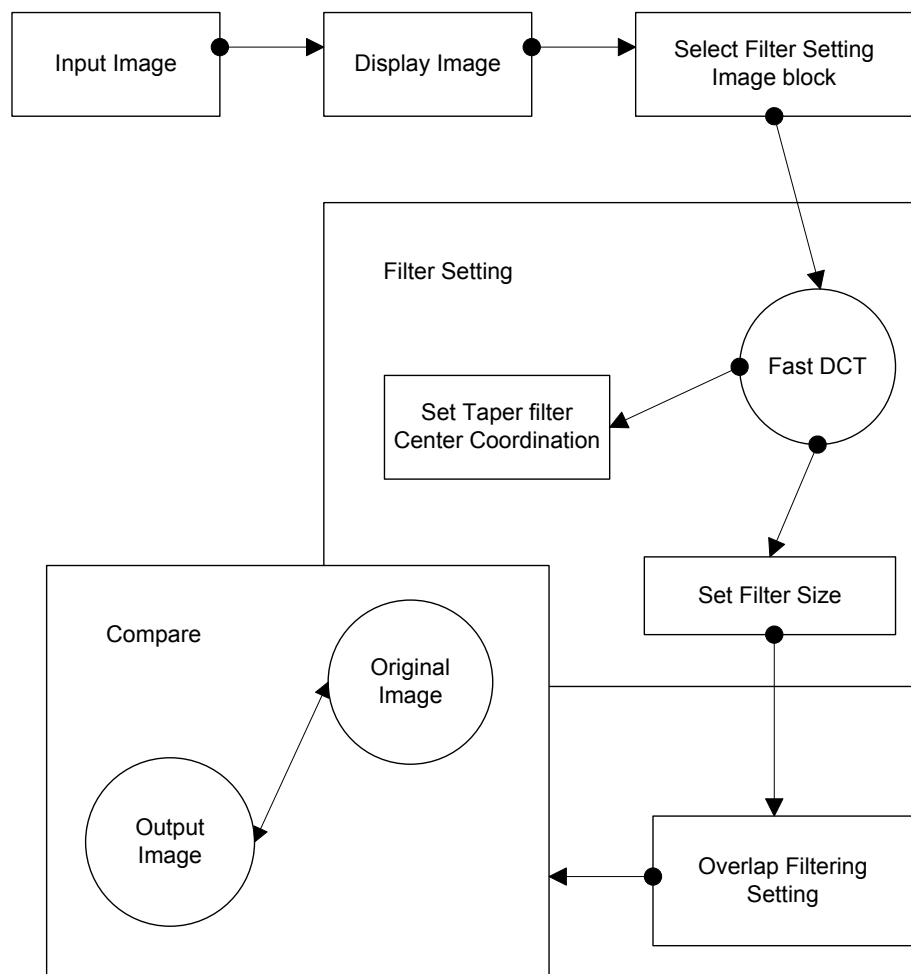 Input Image
Display Image
Select Filter Setting
Image block
Filter Setting
Fast DCT
Set Taper filter
Center Coordination
Set Filter Size
Compare
Original
Image
Output
Image
Overlap Filtering
Setting